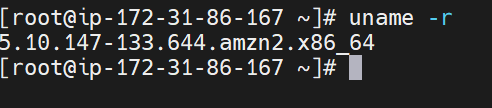 [root@ip-172-31-86-167 ~]# uname -r
5.10.147-133.644.amzn2.x86_64
[root@ip-172-31-86-167 ~]#